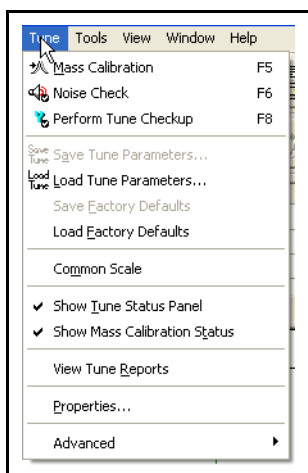 Tune Tools View Window Help
Mass Calibration F5
Noise Check F6
Perform Tune Checkup F8
Save Tune Save Tune Parameters...
Load Tune Load Tune Parameters...
Save Factory Defaults
Load Factory Defaults
Common Scale
Show Tune Status Panel
Show Mass Calibration Status
View Tune Reports
Properties...
Advanced